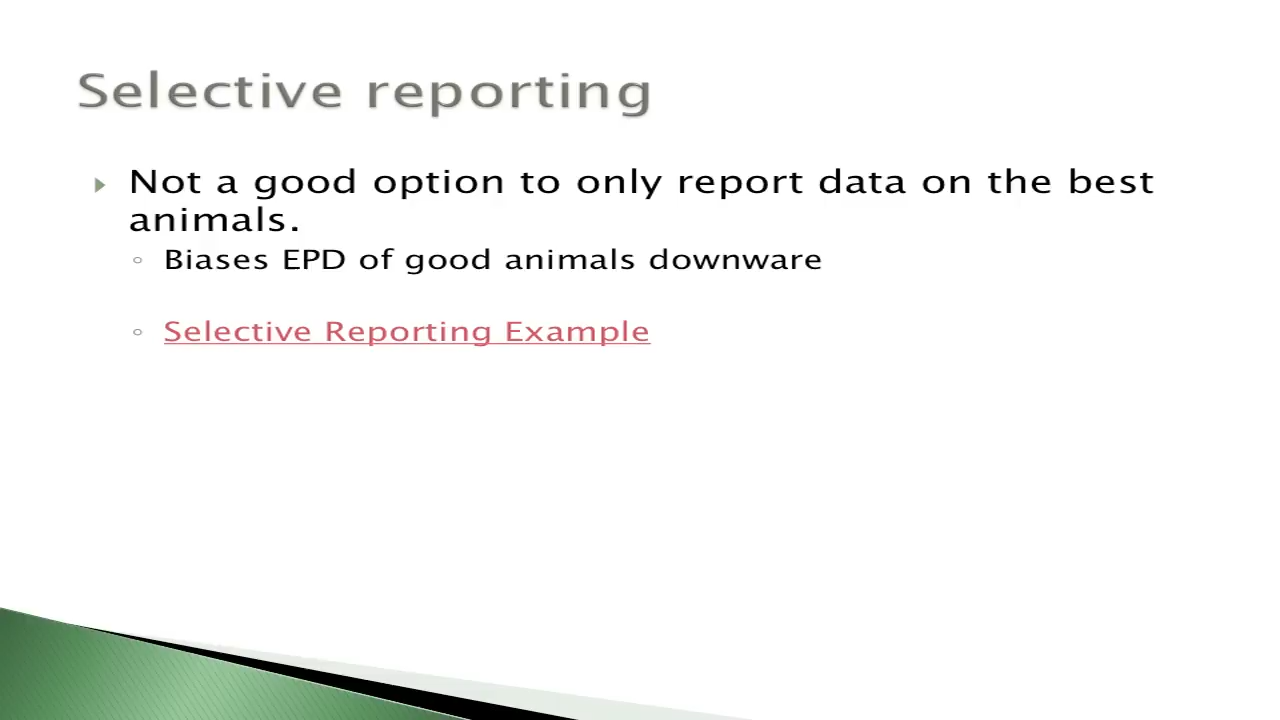 Selective reporting
Not a good option to only report data on the best
animals.
Biases EPD of good animals downware
Selective Reporting Example